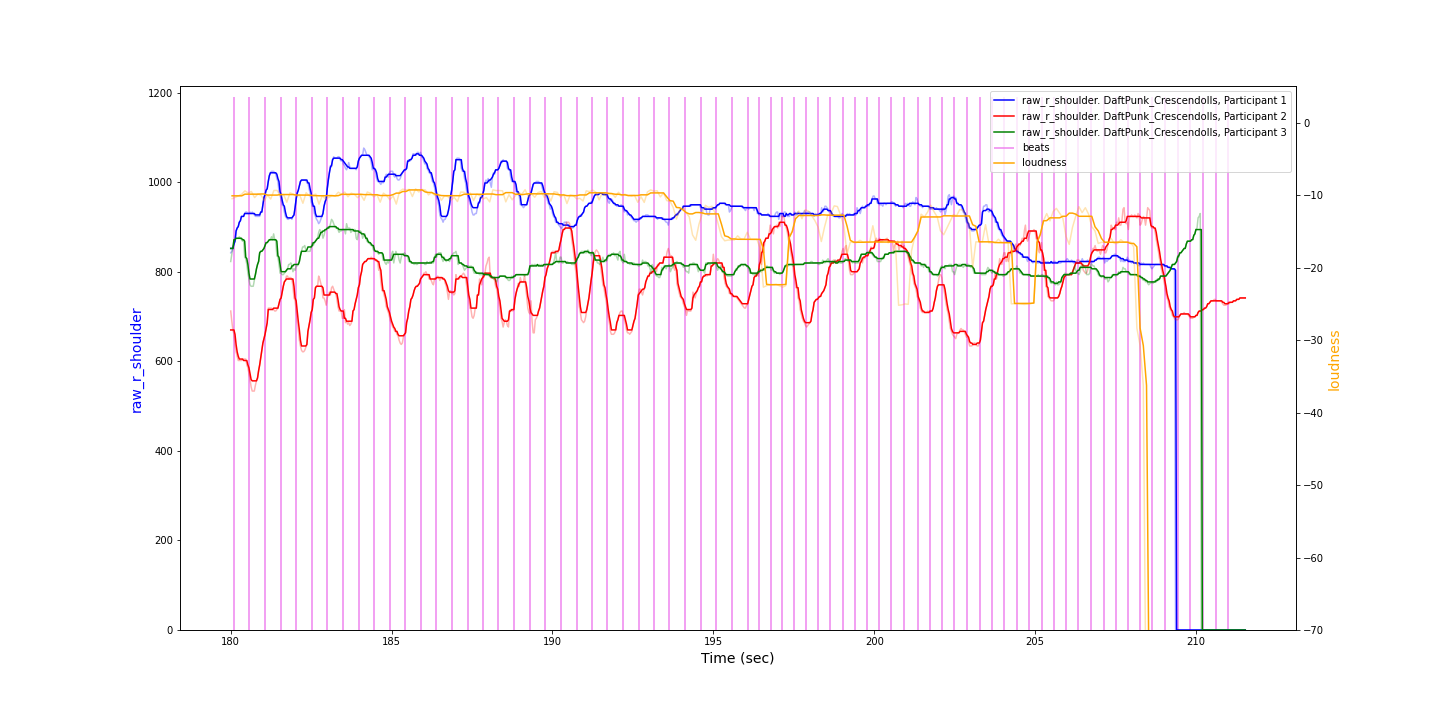 1200
1000
800
600
400
200
0
raw_r_shoulder
raw_r_shoulder. DaftPunk_Crescendolls, Participant 1
raw_r_shoulder. DaftPunk_Crescendolls, Participant 2
raw_r_shoulder. DaftPunk_Crescendolls, Participant 3
beats
loudness
0
−10
−20
−30
−40
−50
−60
−70
loudness
180 185 190 195 200 205 210
Time (sec)